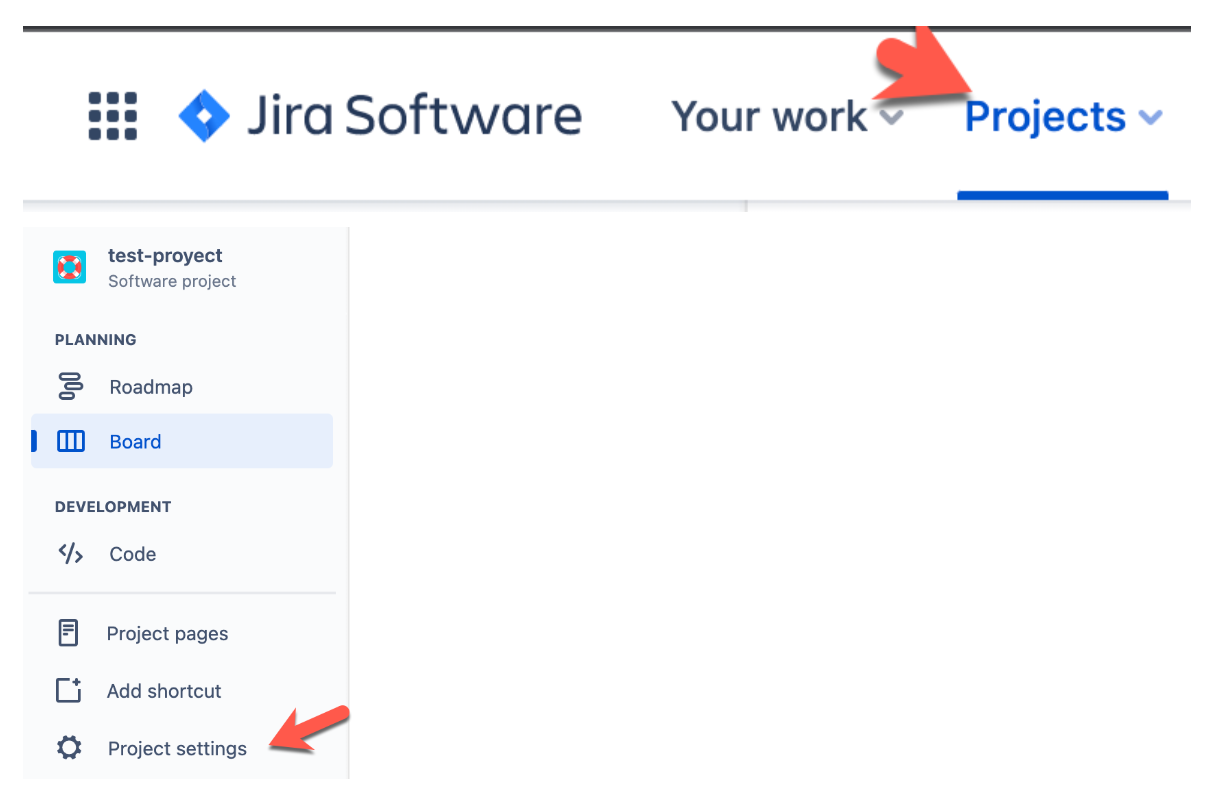 Jira Software Your work Projects
test-proyect
Software project
PLANNING
Roadmap
Board
DEVELOPMENT
Code
Project pages
Add shortcut
Project settings